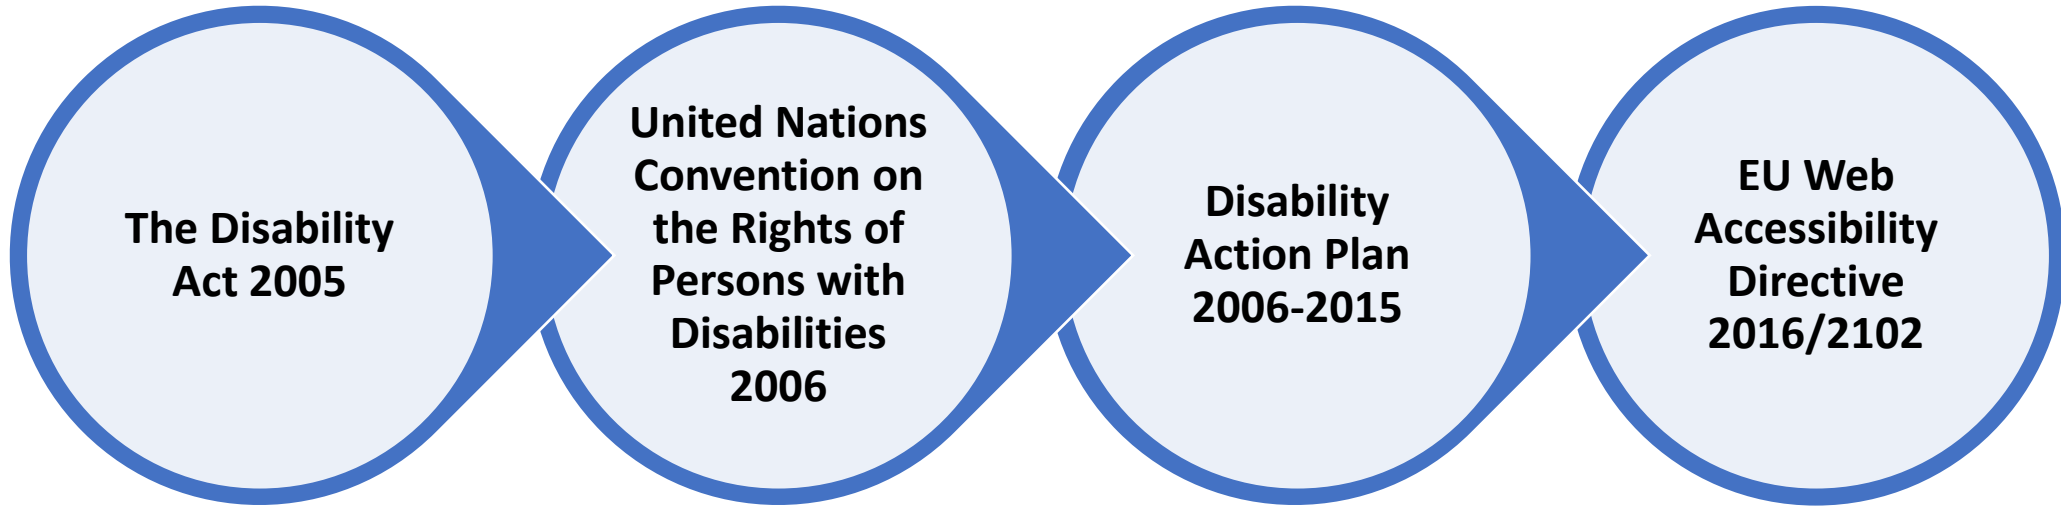 The Disability
Act 2005
United Nations
Convention on
the Rights of
Persons with
Disabilities
2006
Disability
Action Plan
2006-2015
EU Web
Accessibility
Directive
2016/2102